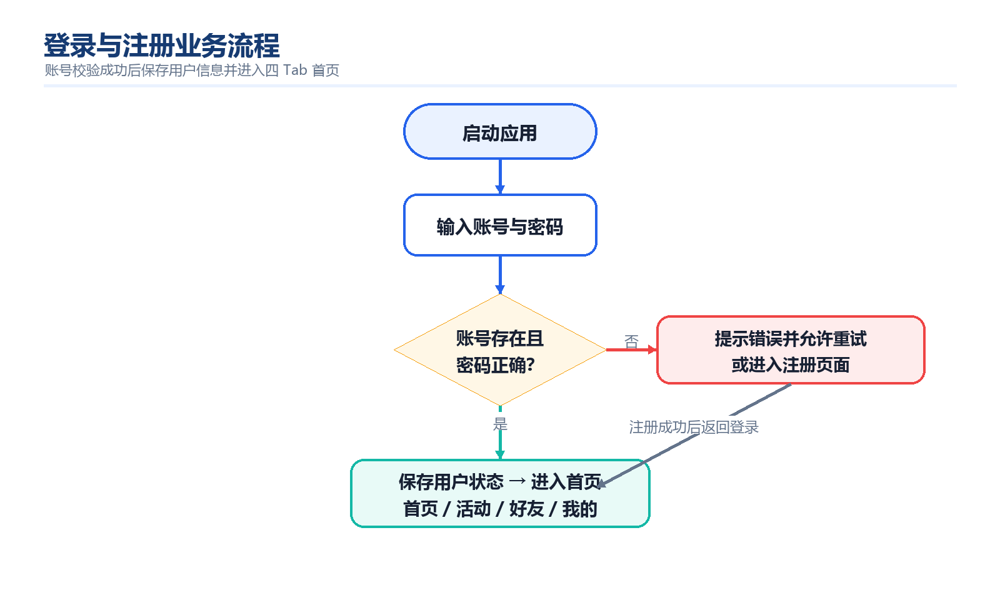 登录与注册业务流程
账号校验成功后保存用户信息并进入四 Tab 首页
启动应用
输入账号与密码
账号存在且
密码正确?
否
提示错误并允许重试
或进入注册页面
是
注册成功后返回登录
保存用户状态 → 进入首页
首页 / 活动 / 好友 / 我的